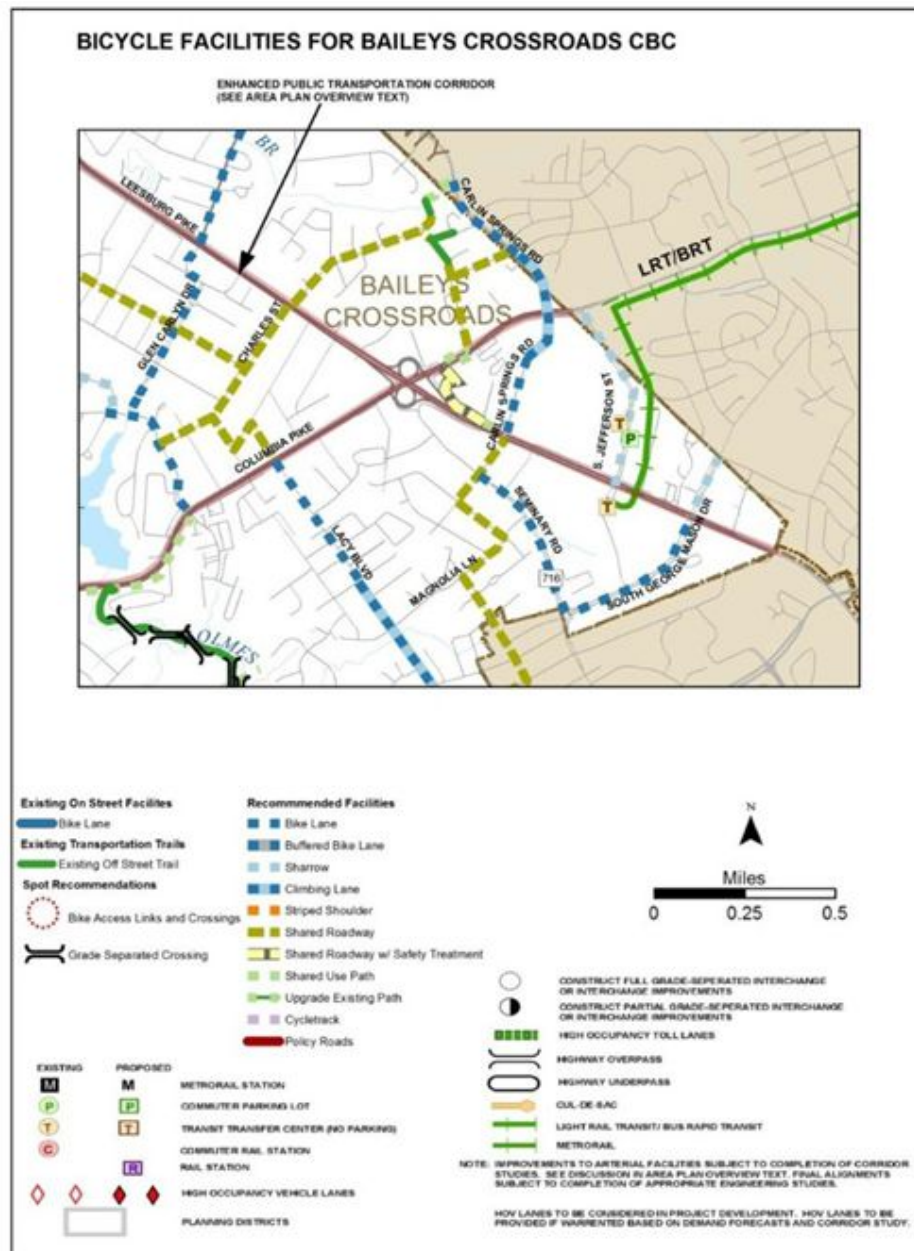 BICYCLE FACILITIES FOR BAILEYS CROSSROADS CBC
ENHANCED PUBLIC TRANSPORTATION CORRIDOR
(SEE AREA PLAN OVERVIEW TEXT)
BR
TY
LEESBURG PIKE
CARLIN SPRINGS RD
LRT/BRT
BAILEYS
CROSSROADS
GLEN CARLYN DR
CHARLES ST
CARLIN SPRINGS RD
S. JEFFERSON ST
T
P
COLUMBIA PIKE
T
LACY BLVD
SEMINARY RD
SOUTH GEORGE MASON DR
MAGNOLIA LN
716
OLMES
Existing On Street Facilites
Bike Lane
Existing Transportation Trails
Existing Off Street Trail
Spot Recommendations
Bike Access Links and Crossings
Grade Separated Crossing
Recommmended Facilities
Bike Lane
Buffered Bike Lane
Sharrow
Climbing Lane
Striped Shoulder
Shared Roadway
Shared Roadway w/ Safety Treatment
Shared Use Path
Upgrade Existing Path
Cycletrack
Policy Roads
N
Miles
0 0.25 0.5
EXISTING PROPOSED
M M METRORAIL STATION
P P COMMUTER PARKING LOT
T T TRANSIT TRANSFER CENTER (NO PARKING)
C COMMUTER RAIL STATION
R RAIL STATION
HIGH OCCUPANCY VEHICLE LANES
PLANNING DISTRICTS
CONSTRUCT FULL GRADE-SEPERATED INTERCHANGE
OR INTERCHANGE IMPROVEMENTS
CONSTRUCT PARTIAL GRADE-SEPERATED INTERCHANGE
OR INTERCHANGE IMPROVEMENTS
HIGH OCCUPANCY TOLL LANES
HIGHWAY OVERPASS
HIGHWAY UNDERPASS
CUL-DE-SAC
LIGHT RAIL TRANSIT/ BUS RAPID TRANSIT
METRORAIL
NOTE: IMPROVEMENTS TO ARTERIAL FACILITIES SUBJECT TO COMPLETION OF CORRIDOR
STUDIES. SEE DISCUSSION IN AREA PLAN OVERVIEW TEXT. FINAL ALIGNMENTS
SUBJECT TO COMPLETION OF APPROPRIATE ENGINEERING STUDIES.
HOV LANES TO BE CONSIDERED IN PROJECT DEVELOPMENT. HOV LANES TO BE
PROVIDED IF WARRENTED BASED ON DEMAND FORECASTS AND CORRIDOR STUDY.